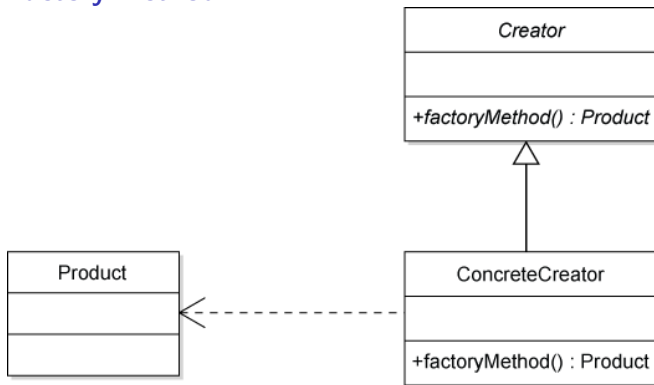 Creator
+factoryMethod() : Product
Product
ConcreteCreator
+factoryMethod() : Product